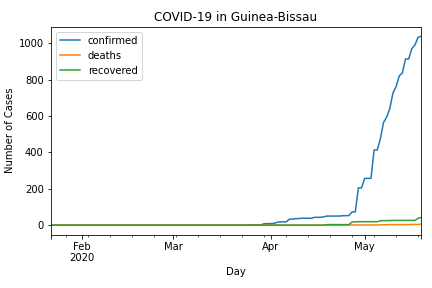 COVID-19 in Guinea-Bissau
confirmed
deaths
recovered
Number of Cases
1000
800
600
400
200
0
Feb
2020
Mar
Apr
May
Day